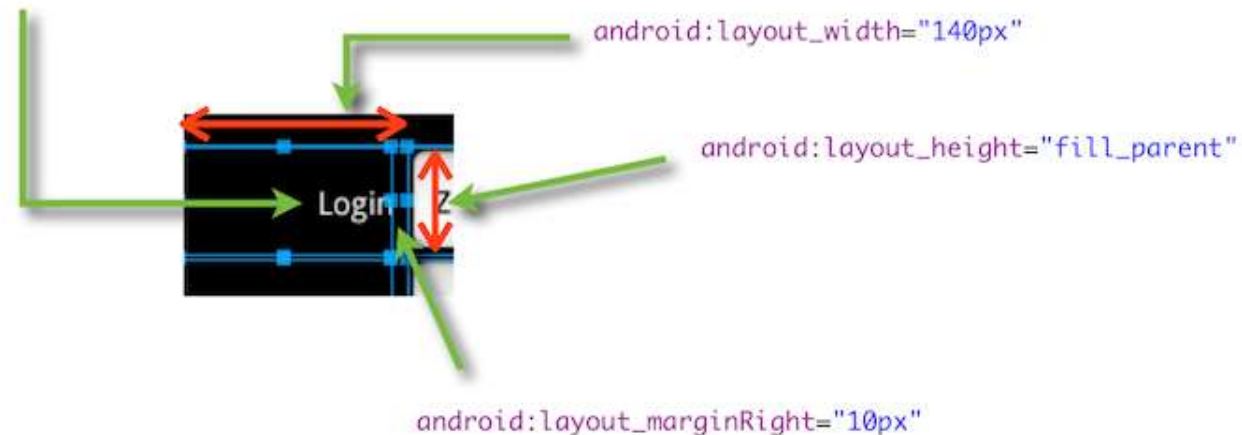 android:layout_width="140px"
android:layout_height="fill_parent"
Login
Z
android:layout_marginRight="10px"